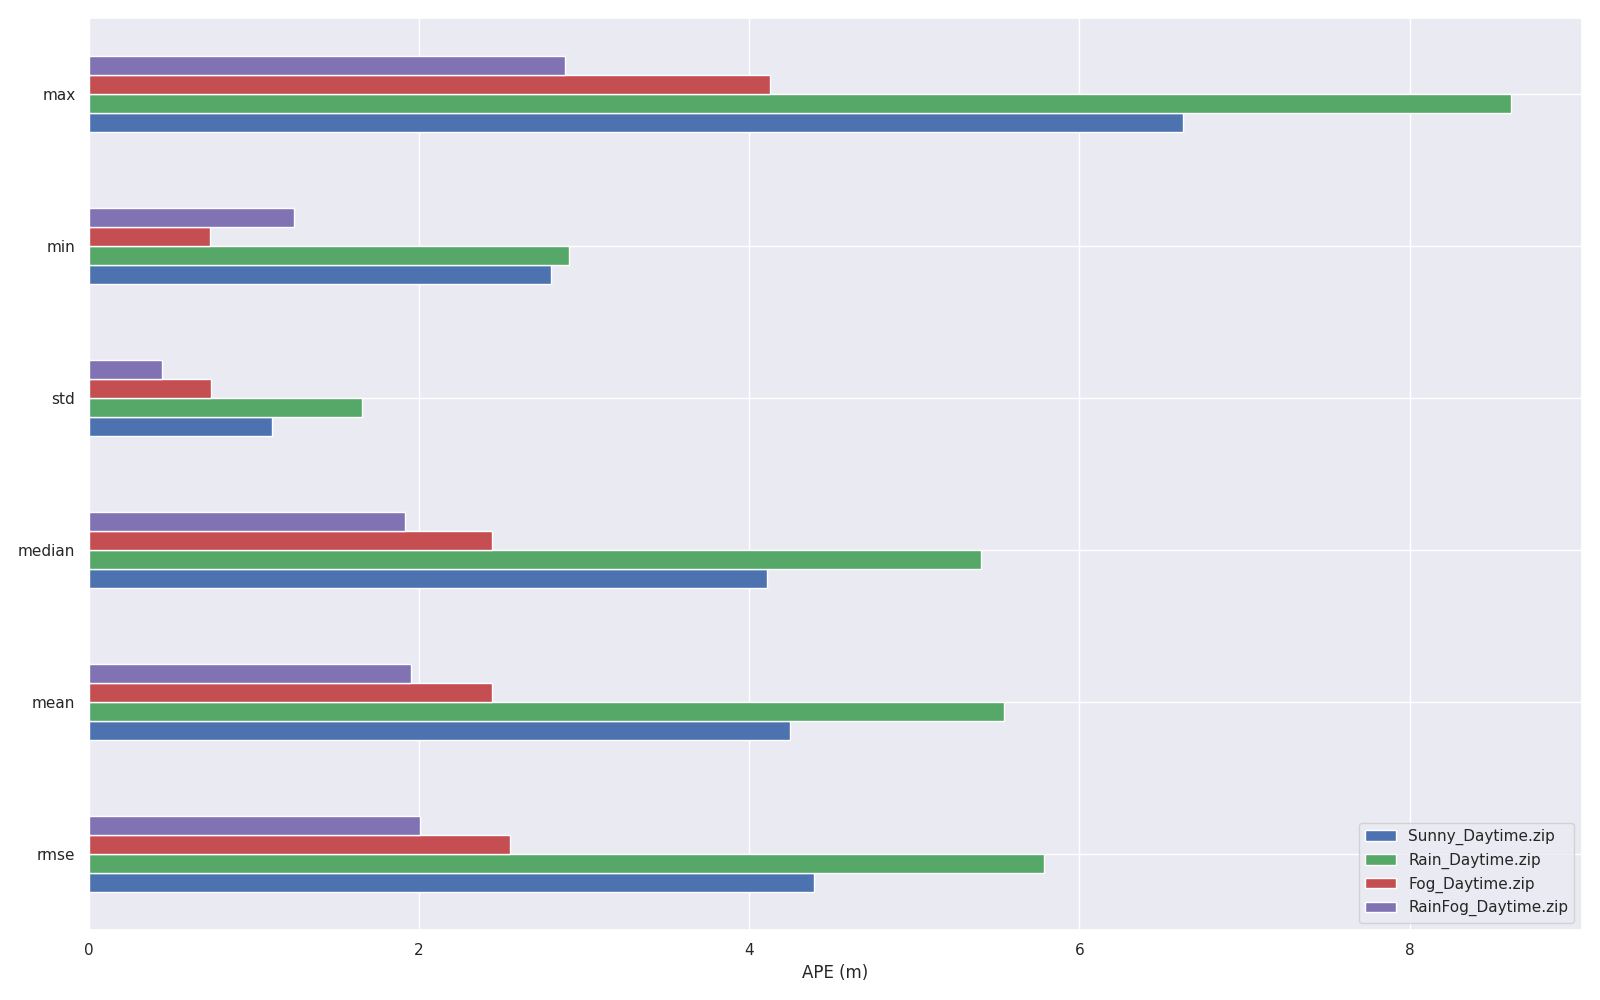 max
min
std
median
mean
rmse
0 2 4 6 8
APE (m)
Sunny_Daytime.zip
Rain_Daytime.zip
Fog_Daytime.zip
RainFog_Daytime.zip